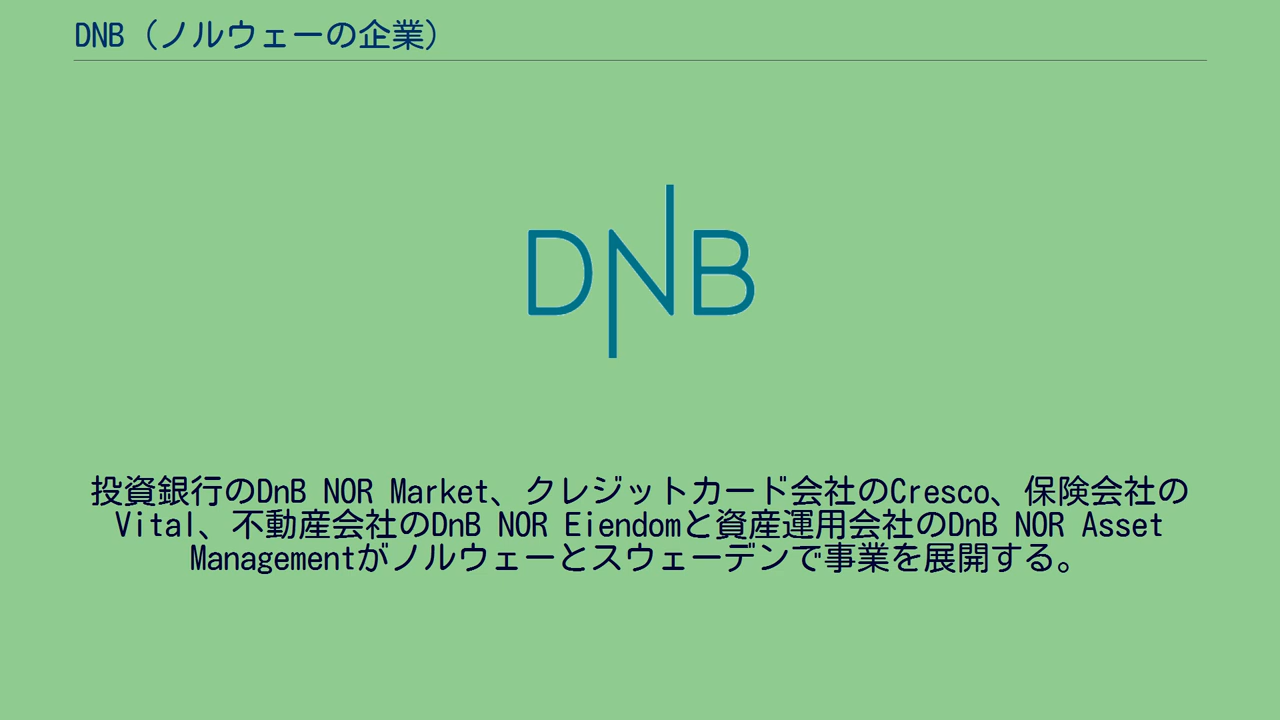 DNB（ノルウェーの企業）
DNB
投資銀行のDnB NOR Market、クレジットカード会社のCresco、保険会社の
Vital、不動産会社のDnB NOR Eiendomと資産運用会社のDnB NOR Asset
Managementがノルウェーとスウェーデンで事業を展開する。